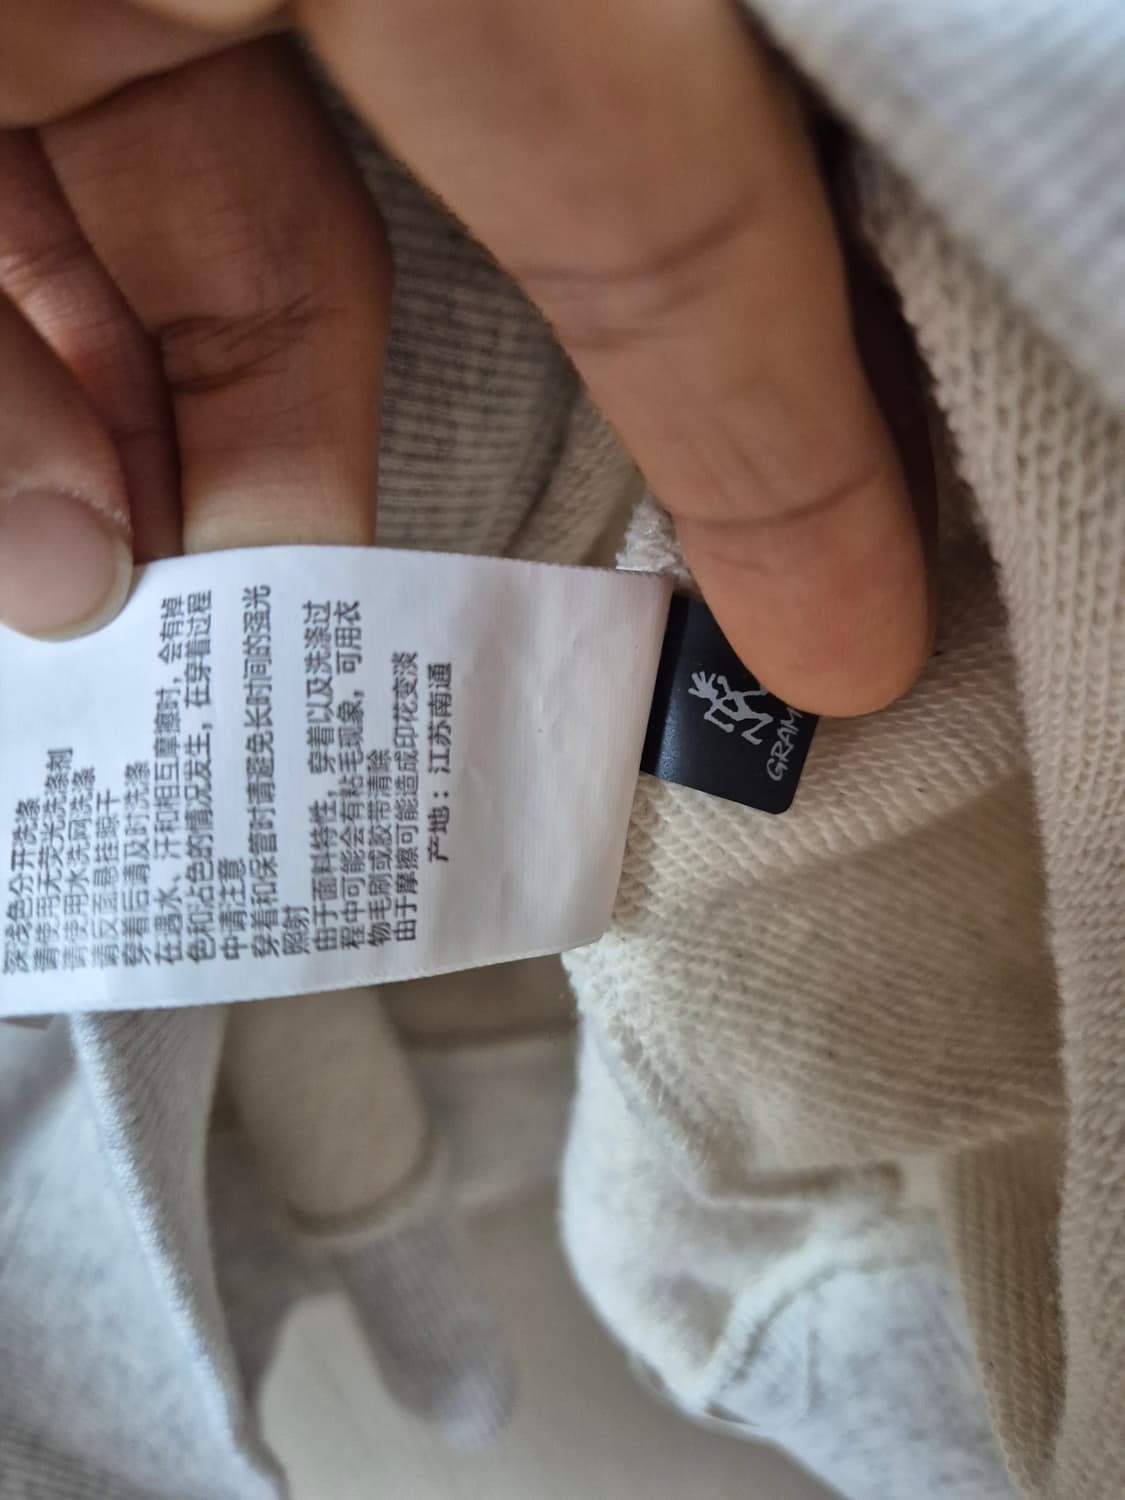 深浅色分开洗涤
请使用无荧光洗涤剂
请使用水洗网洗涤
请反面悬挂晾干
穿着后请及时洗涤
在遇水、汗和相互摩擦时，会有掉
色和沾色的情况发生，在穿着过程
中请注意
穿着和保管时请避免长时间的强光
照射
由于面料特性，穿着以及洗涤过
程中可能会有粘毛现象，可用衣
物毛刷或胶带清除
由于摩擦可能造成印花变淡
产地：江苏南通
GRAM